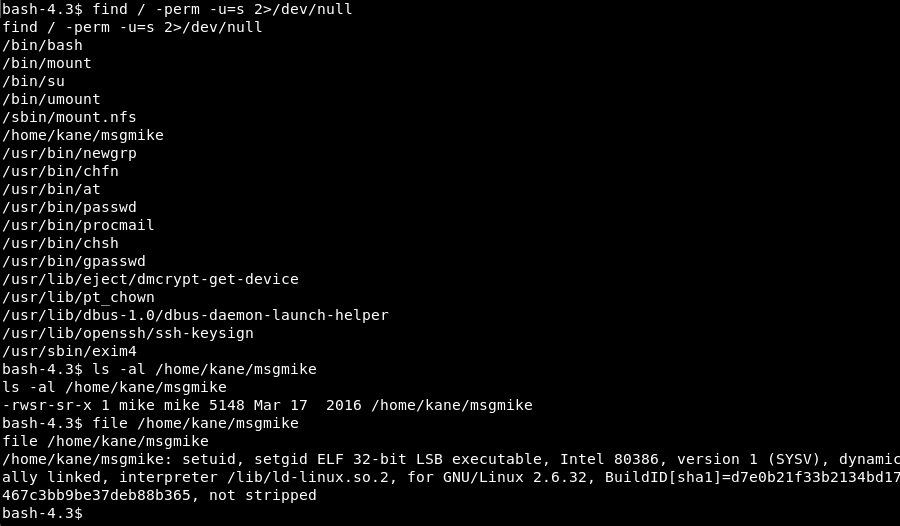 bash-4.3$ find / -perm -u=s 2>/dev/null
find / -perm -u=s 2>/dev/null
/bin/bash
/bin/mount
/bin/su
/bin/umount
/sbin/mount.nfs
/home/kane/msgmike
/usr/bin/newgrp
/usr/bin/chfn
/usr/bin/at
/usr/bin/passwd
/usr/bin/procmail
/usr/bin/chsh
/usr/bin/gpasswd
/usr/lib/eject/dmcrypt-get-device
/usr/lib/pt_chown
/usr/lib/dbus-1.0/dbus-daemon-launch-helper
/usr/lib/openssh/ssh-keysign
/usr/sbin/exim4
bash-4.3$ ls -al /home/kane/msgmike
ls -al /home/kane/msgmike
-rwsr-sr-x 1 mike mike 5148 Mar 17  2016 /home/kane/msgmike
bash-4.3$ file /home/kane/msgmike
file /home/kane/msgmike
/home/kane/msgmike: setuid, setgid ELF 32-bit LSB executable, Intel 80386, version 1 (SYSV), dynamic
ally linked, interpreter /lib/ld-linux.so.2, for GNU/Linux 2.6.32, BuildID[sha1]=d7e0b21f33b2134bd17
467c3bb9be37deb88b365, not stripped
bash-4.3$